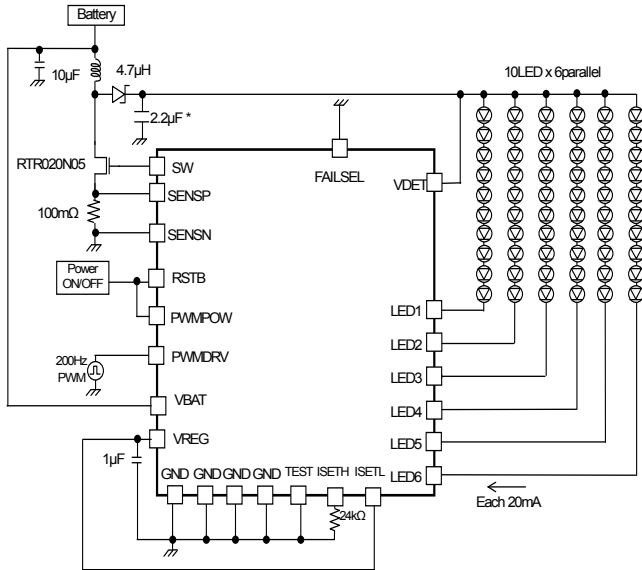 Battery
10µF
4.7µH
10LED x 6parallel
2.2µF *
RTR020N05
SW
FAILSEL
SENSP
VDET
100mΩ
SENSN
Power
ON/OFF
RSTB
PWMPOW
LED1
LED2
200Hz
PWM
PWMDRV
LED3
VBAT
LED4
VREG
LED5
1µF
GND GND GND GND TEST ISETH ISETL
LED6
24kΩ
Each 20mA